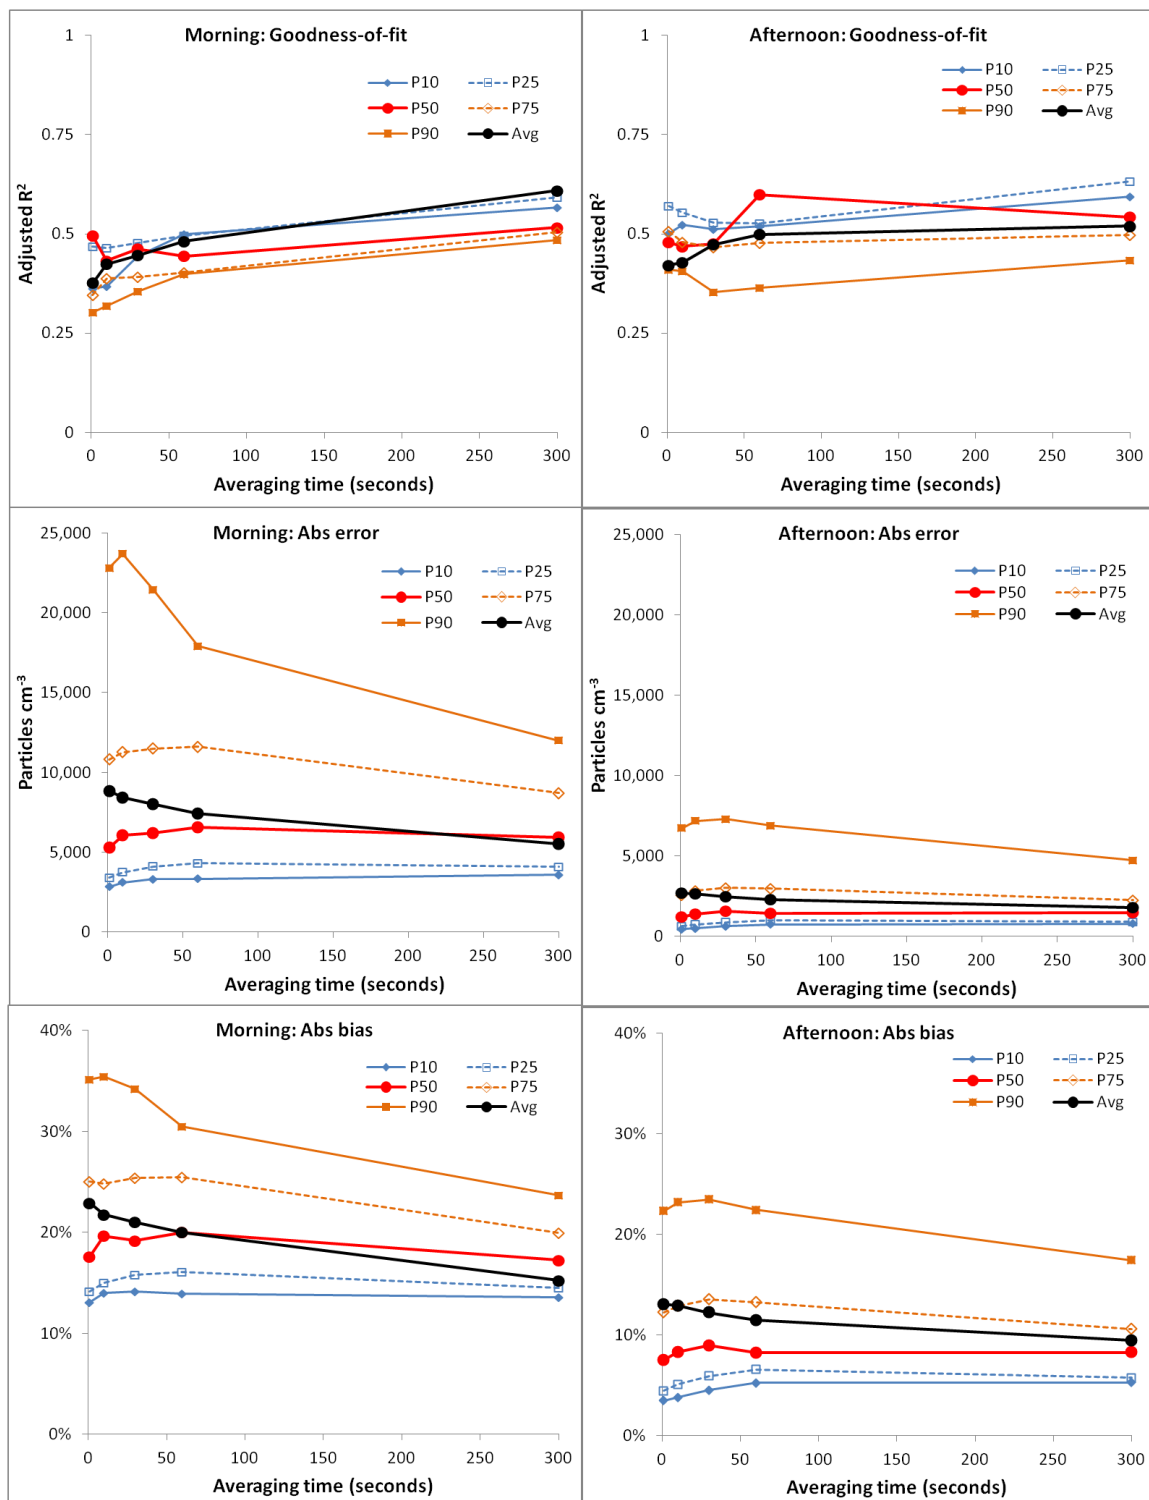 Morning: Goodness-of-fit
P10 P25
P50 P75
P90 Avg
Adjusted R²
1
0.75
0.5
0.25
0
0 50 100 150 200 250 300
Averaging time (seconds)
Afternoon: Goodness-of-fit
P10 P25
P50 P75
P90 Avg
Adjusted R²
1
0.75
0.5
0.25
0
0 50 100 150 200 250 300
Averaging time (seconds)
Morning: Abs error
P10 P25
P50 P75
P90 Avg
Particles cm⁻³
25,000
20,000
15,000
10,000
5,000
0
0 50 100 150 200 250 300
Averaging time (seconds)
Afternoon: Abs error
P10 P25
P50 P75
P90 Avg
Particles cm⁻³
25,000
20,000
15,000
10,000
5,000
0
0 50 100 150 200 250 300
Averaging time (seconds)
Morning: Abs bias
P10 P25
P50 P75
P90 Avg
40%
30%
20%
10%
0%
0 50 100 150 200 250 300
Averaging time (seconds)
Afternoon: Abs bias
P10 P25
P50 P75
P90 Avg
40%
30%
20%
10%
0%
0 50 100 150 200 250 300
Averaging time (seconds)